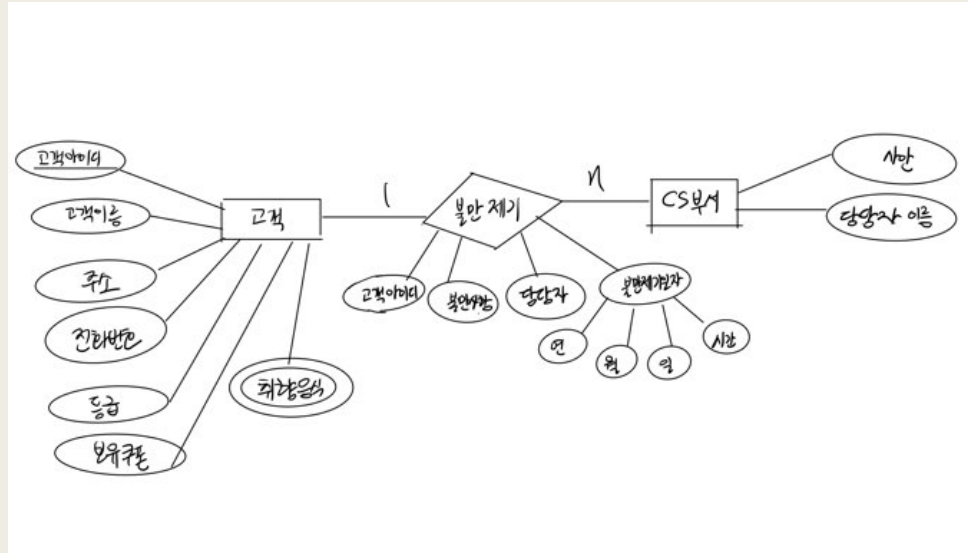 고객아이디
고객이름
주소
전화번호
등급
보유쿠폰
취향음식
고객
1
불만 제기
n
CS부서
사안
담당자 이름
고객아이디
불만사항
담당자
불만제기일자
연
월
일
시간